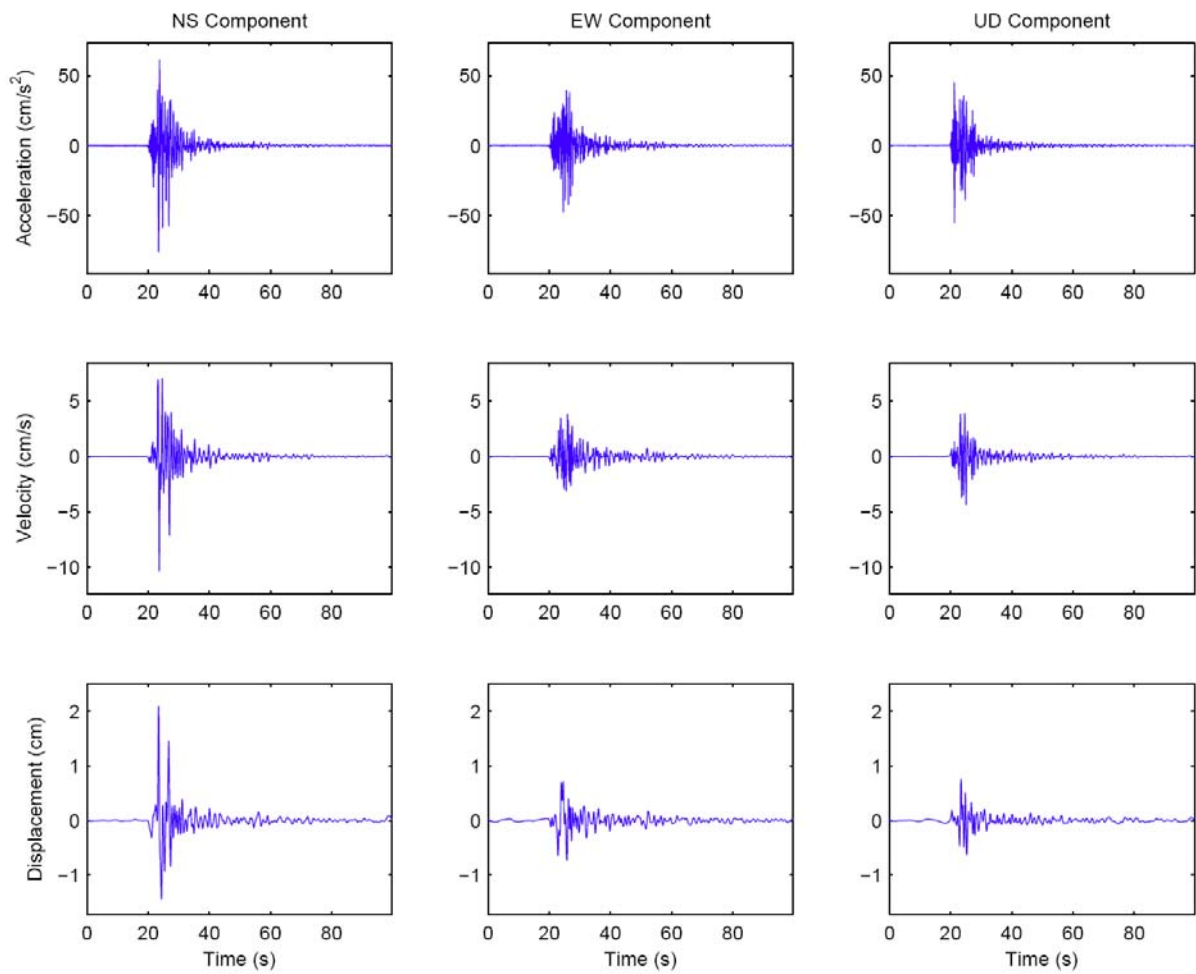 NS Component
EW Component
UD Component
Acceleration (cm/s²)
50
0
−50
0 20 40 60 80
50
0
−50
0 20 40 60 80
50
0
−50
0 20 40 60 80
Velocity (cm/s)
5
0
−5
−10
0 20 40 60 80
5
0
−5
−10
0 20 40 60 80
5
0
−5
−10
0 20 40 60 80
Displacement (cm)
2
1
0
−1
0 20 40 60 80
Time (s)
2
1
0
−1
0 20 40 60 80
Time (s)
2
1
0
−1
0 20 40 60 80
Time (s)